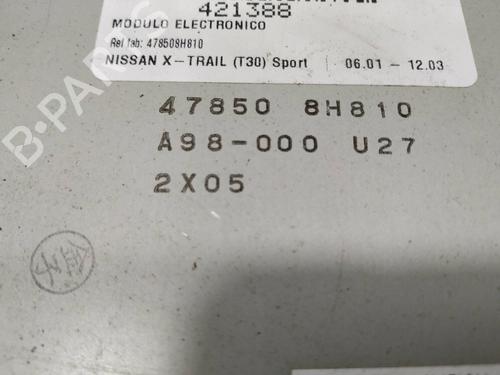 421388
MODULO ELECTRONICO
Ref fab: 478508H810
NISSAN X-TRAIL (T30) Sport | 06.01 - 12.03
47850 8H810
A98-000 U27
2X05
B-PARTS